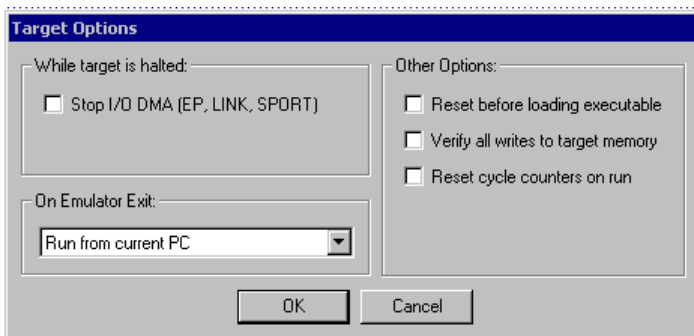 Target Options
While target is halted:
Stop I/O DMA (EP, LINK, SPORT)
On Emulator Exit:
Run from current PC
Other Options:
Reset before loading executable
Verify all writes to target memory
Reset cycle counters on run
OK
Cancel